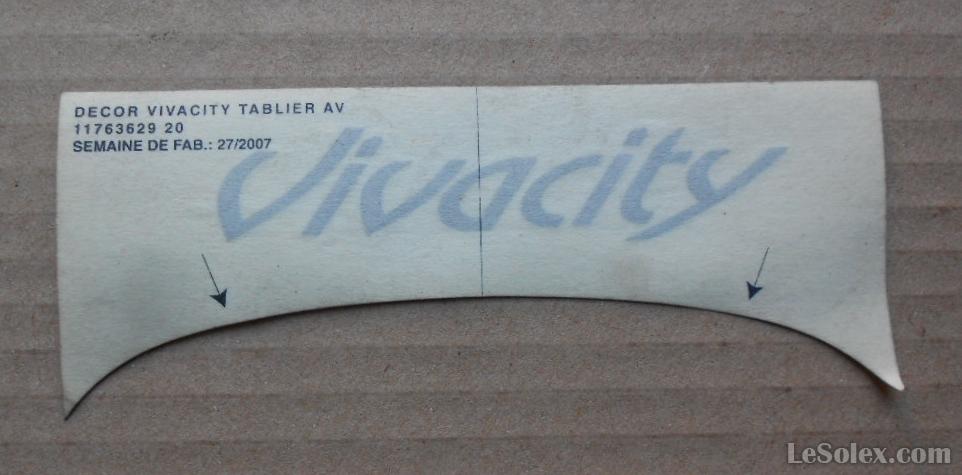 DECOR VIVACITY TABLIER AV
11763629 20
SEMAINE DE FAB.: 27/2007
Vivacity
LeSolex.com